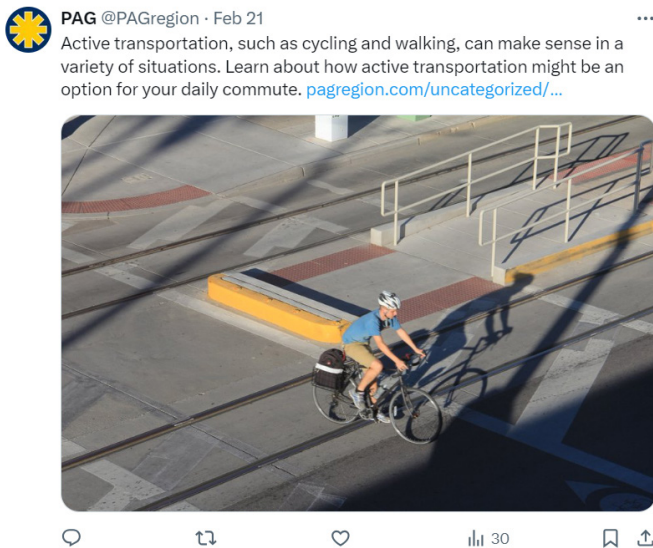 PAG @PAGregion · Feb 21
Active transportation, such as cycling and walking, can make sense in a
variety of situations. Learn about how active transportation might be an
option for your daily commute. pagregion.com/uncategorized/...
30